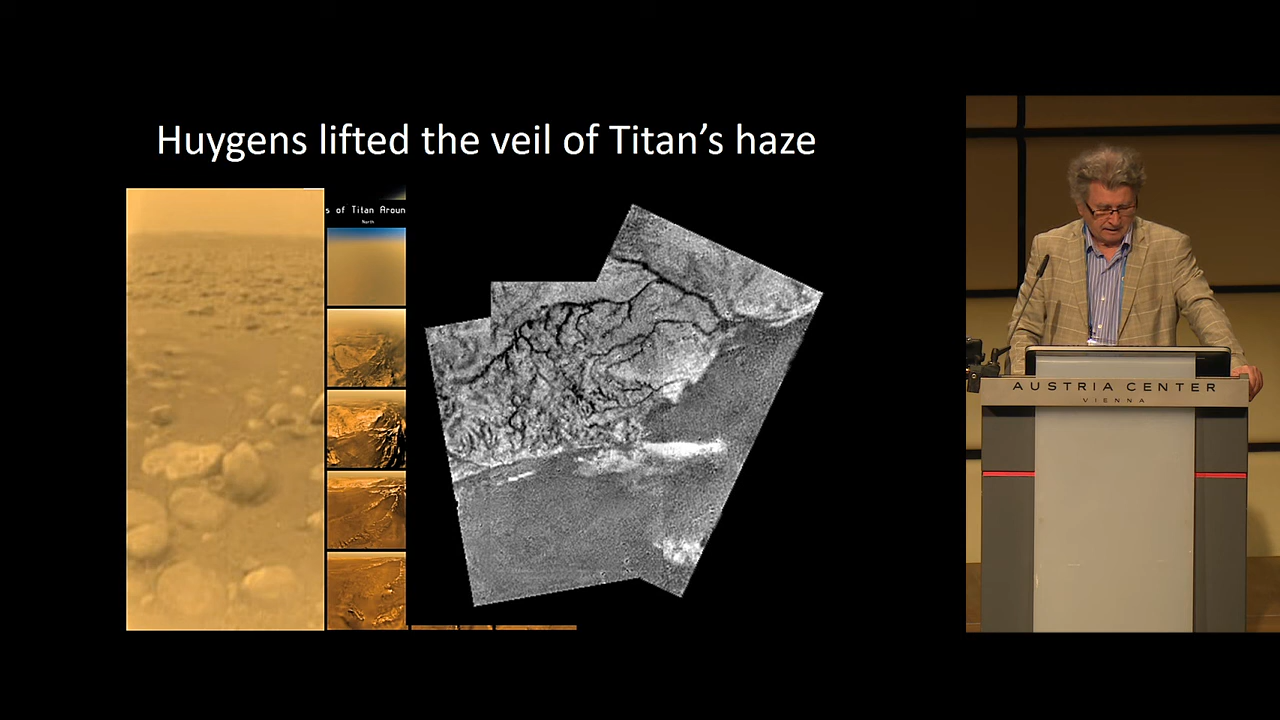 Huygens lifted the veil of Titan’s haze
s of Titan Aroun
North
AUSTRIA CENTER
VIENNA